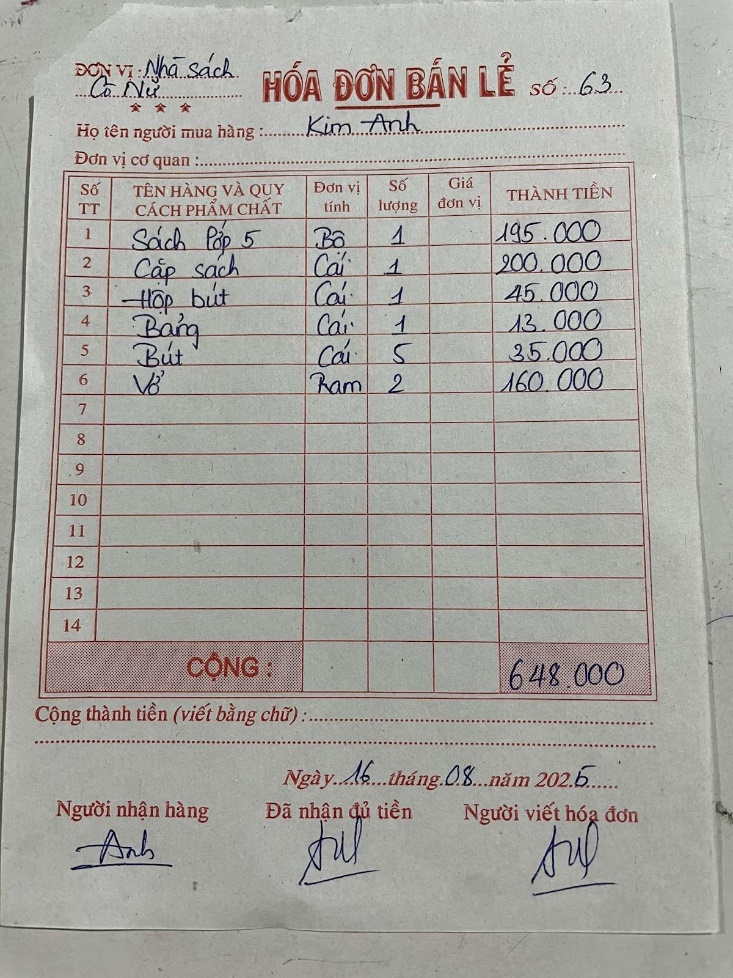 ĐƠN VỊ : Nhà sách
Cô Nữ
HÓA ĐƠN BÁN LẺ SỐ : 63
Họ tên người mua hàng : Kim Anh
Đơn vị cơ quan :
Số TT TÊN HÀNG VÀ QUY CÁCH PHẨM CHẤT Đơn vị tính Số lượng Giá đơn vị THÀNH TIỀN
1 Sách lớp 5 Bộ 1 195.000
2 Cặp sách Cái 1 200.000
3 Hộp bút Cái 1 45.000
4 Bảng Cái 1 13.000
5 Bút Cái 5 35.000
6 Vở Ram 2 160.000
7
8
9
10
11
12
13
14
CỘNG : 648.000
Cộng thành tiền (viết bằng chữ) :
Ngày 16 tháng 08 năm 2025
Người nhận hàng Đã nhận đủ tiền Người viết hóa đơn
Anh